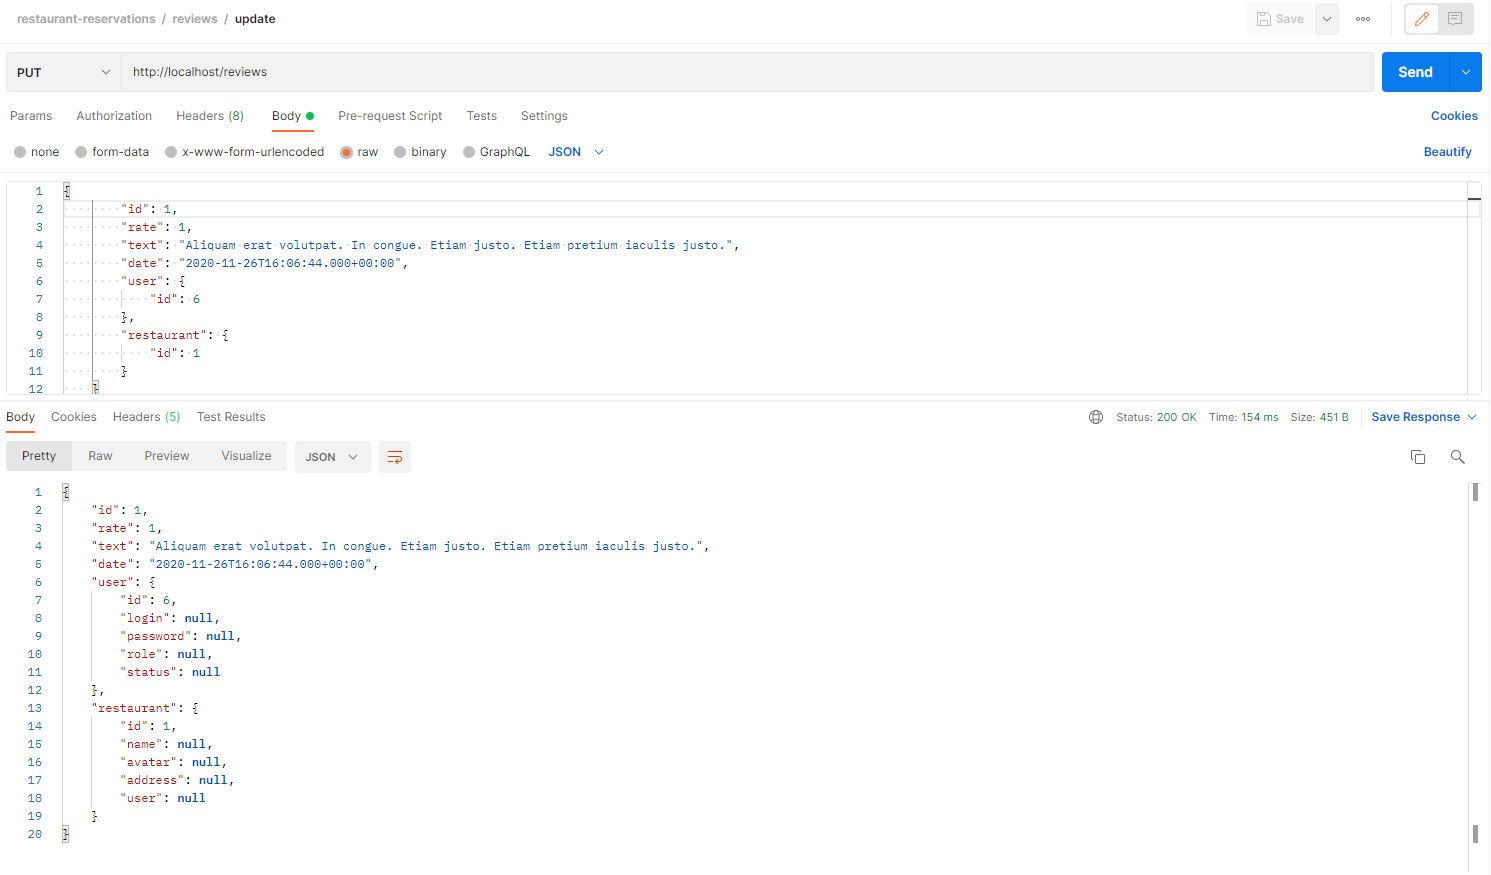 restaurant-reservations / reviews / update
Save
PUT http://localhost/reviews Send
Params Authorization Headers (8) Body Pre-request Script Tests Settings Cookies
none form-data x-www-form-urlencoded raw binary GraphQL JSON Beautify
1 {
2 "id": 1,
3 "rate": 1,
4 "text": "Aliquam erat volutpat. In congue. Etiam justo. Etiam pretium iaculis justo.",
5 "date": "2020-11-26T16:06:44.000+00:00",
6 "user": {
7 "id": 6
8 },
9 "restaurant": {
10 "id": 1
11 }
12 }
Body Cookies Headers (5) Test Results Status: 200 OK Time: 154 ms Size: 451 B Save Response
Pretty Raw Preview Visualize JSON
1 {
2 "id": 1,
3 "rate": 1,
4 "text": "Aliquam erat volutpat. In congue. Etiam justo. Etiam pretium iaculis justo.",
5 "date": "2020-11-26T16:06:44.000+00:00",
6 "user": {
7 "id": 6,
8 "login": null,
9 "password": null,
10 "role": null,
11 "status": null
12 },
13 "restaurant": {
14 "id": 1,
15 "name": null,
16 "avatar": null,
17 "address": null,
18 "user": null
19 }
20 }